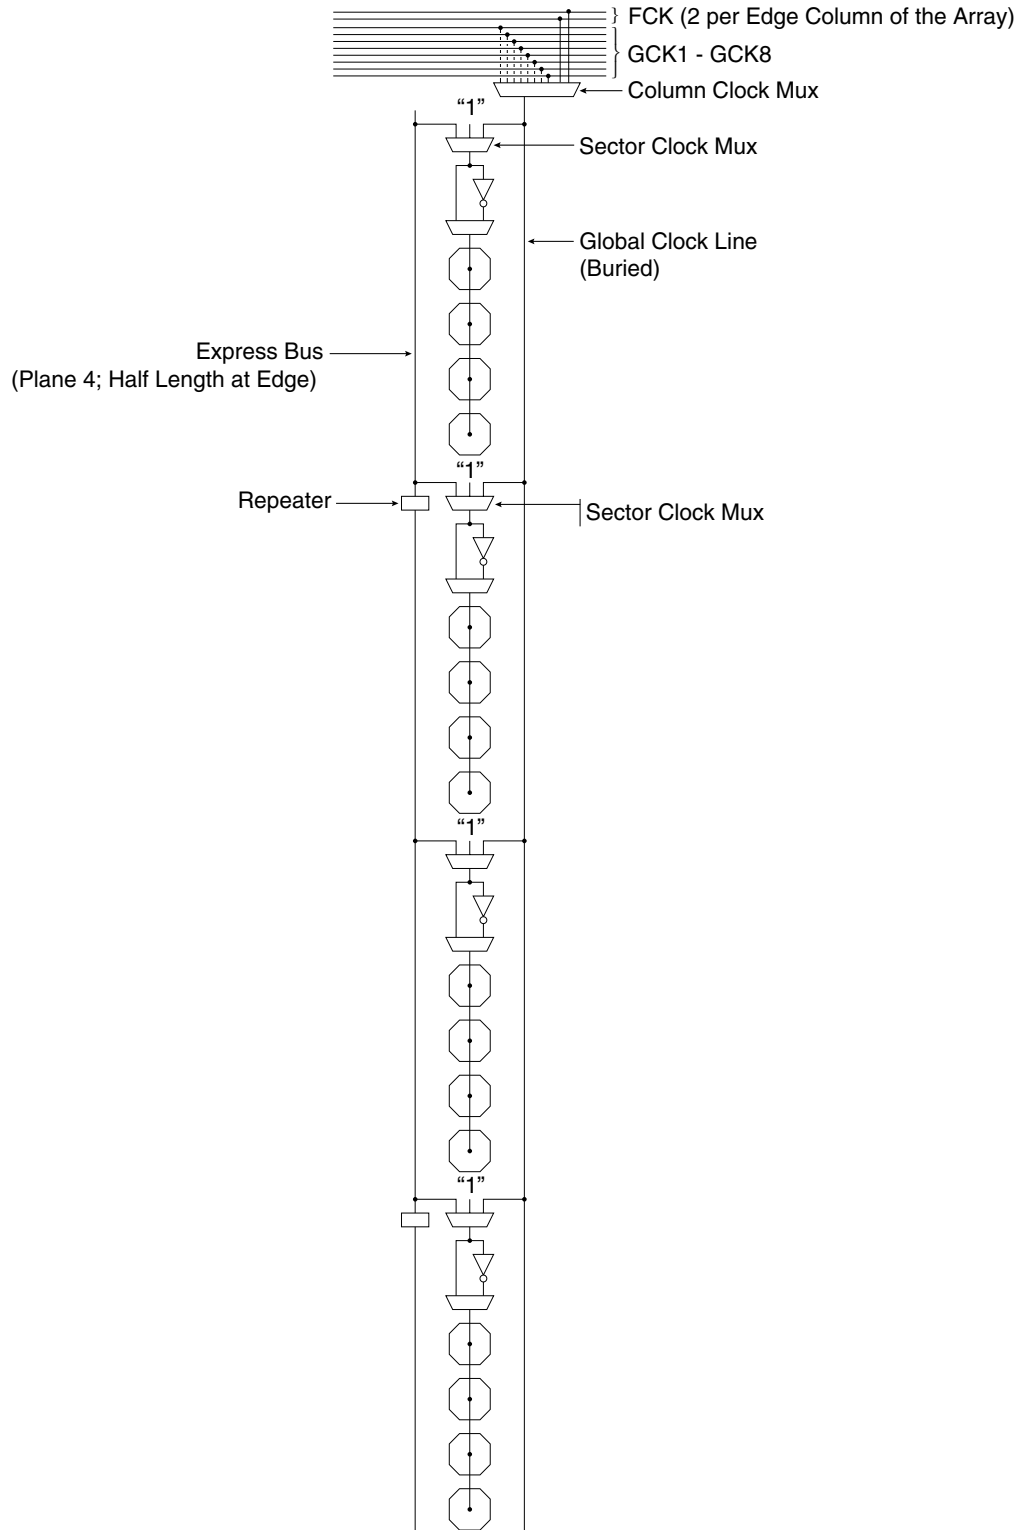 FCK (2 per Edge Column of the Array)
GCK1 - GCK8
Column Clock Mux
“1”
Sector Clock Mux
Global Clock Line
(Buried)
Express Bus
(Plane 4; Half Length at Edge)
“1”
Repeater
Sector Clock Mux
“1”
“1”